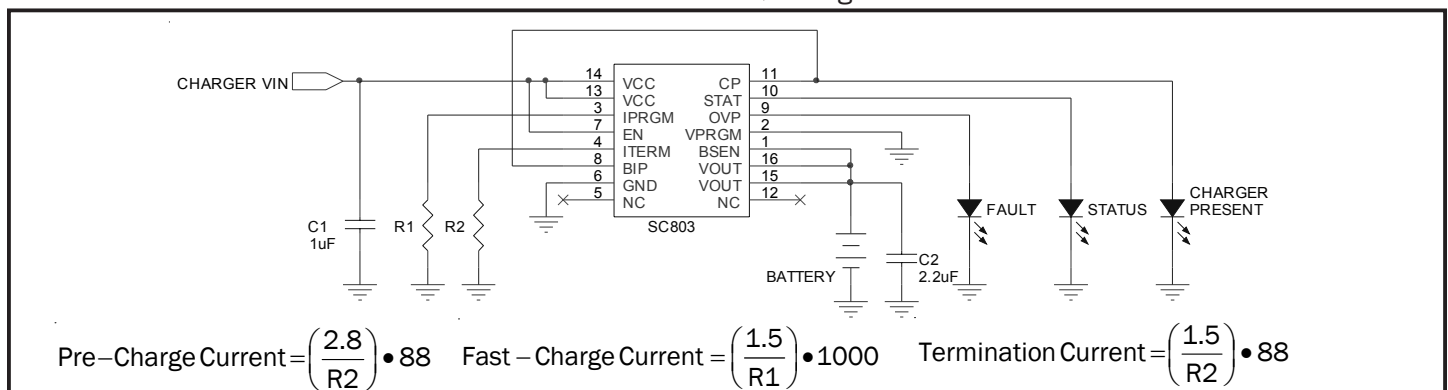 CHARGER VIN
14 VCC CP 11
13 VCC STAT 10
3 IPRGM OVP 9
7 EN VPRGM 2
4 ITERM BSEN 1
8 BIP VOUT 16
6 GND VOUT 15
5 NC NC 12
SC803
C1
1uF
R1
R2
BATTERY
C2
2.2uF
FAULT
STATUS
CHARGER
PRESENT
Pre–Charge Current = (2.8/R2) • 88
Fast – Charge Current = (1.5/R1) • 1000
Termination Current = (1.5/R2) • 88